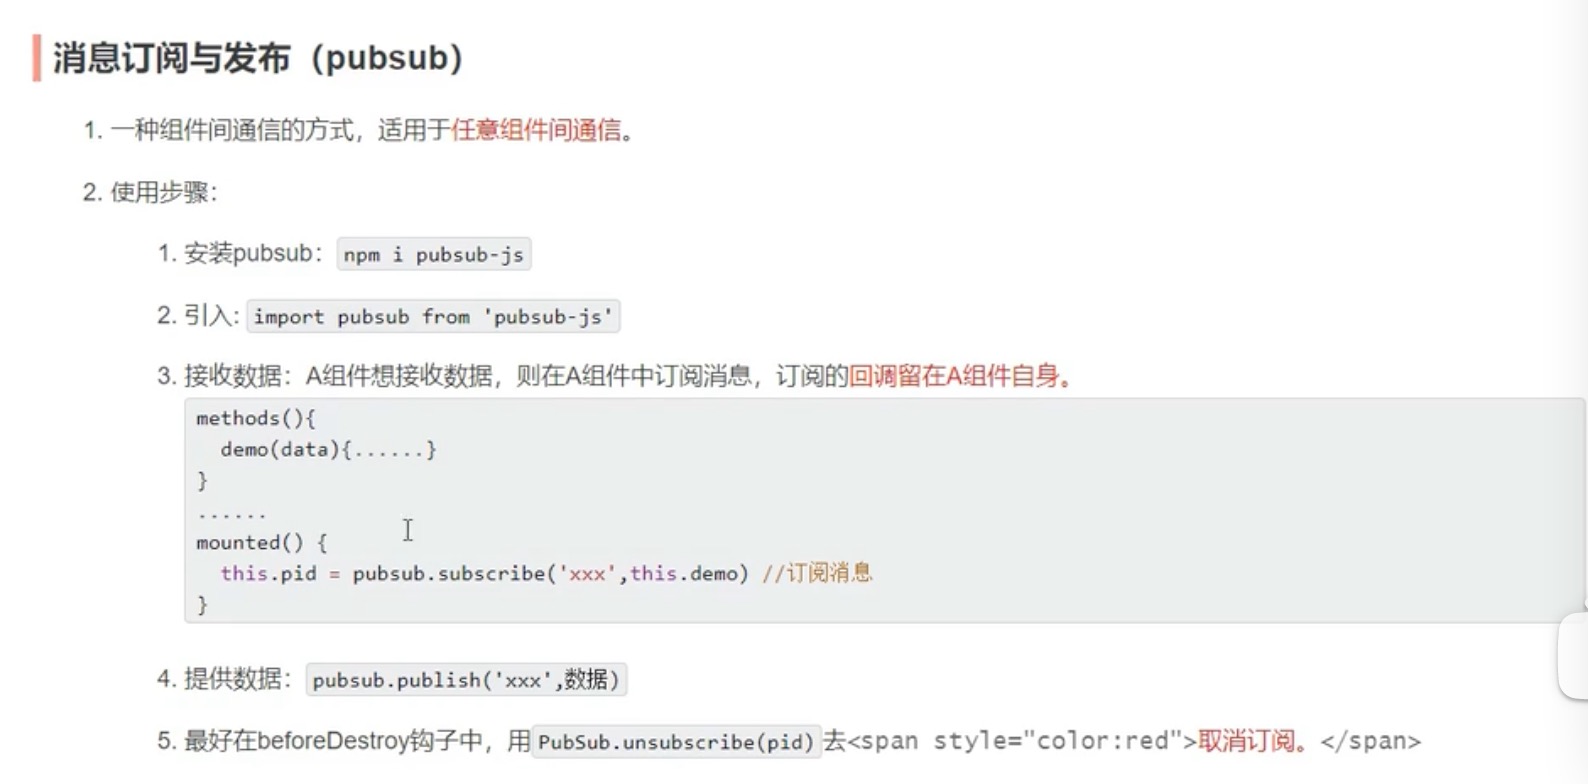 消息订阅与发布（pubsub）
1. 一种组件间通信的方式，适用于任意组件间通信。
2. 使用步骤：
1. 安装pubsub： npm i pubsub-js
2. 引入: import pubsub from 'pubsub-js'
3. 接收数据：A组件想接收数据，则在A组件中订阅消息，订阅的回调留在A组件自身。
methods(){
  demo(data){......}
}
......
mounted() {
  this.pid = pubsub.subscribe('xxx',this.demo) //订阅消息
}
4. 提供数据： pubsub.publish('xxx',数据)
5. 最好在beforeDestroy钩子中，用 PubSub.unsubscribe(pid) 去<span style="color:red">取消订阅。</span>